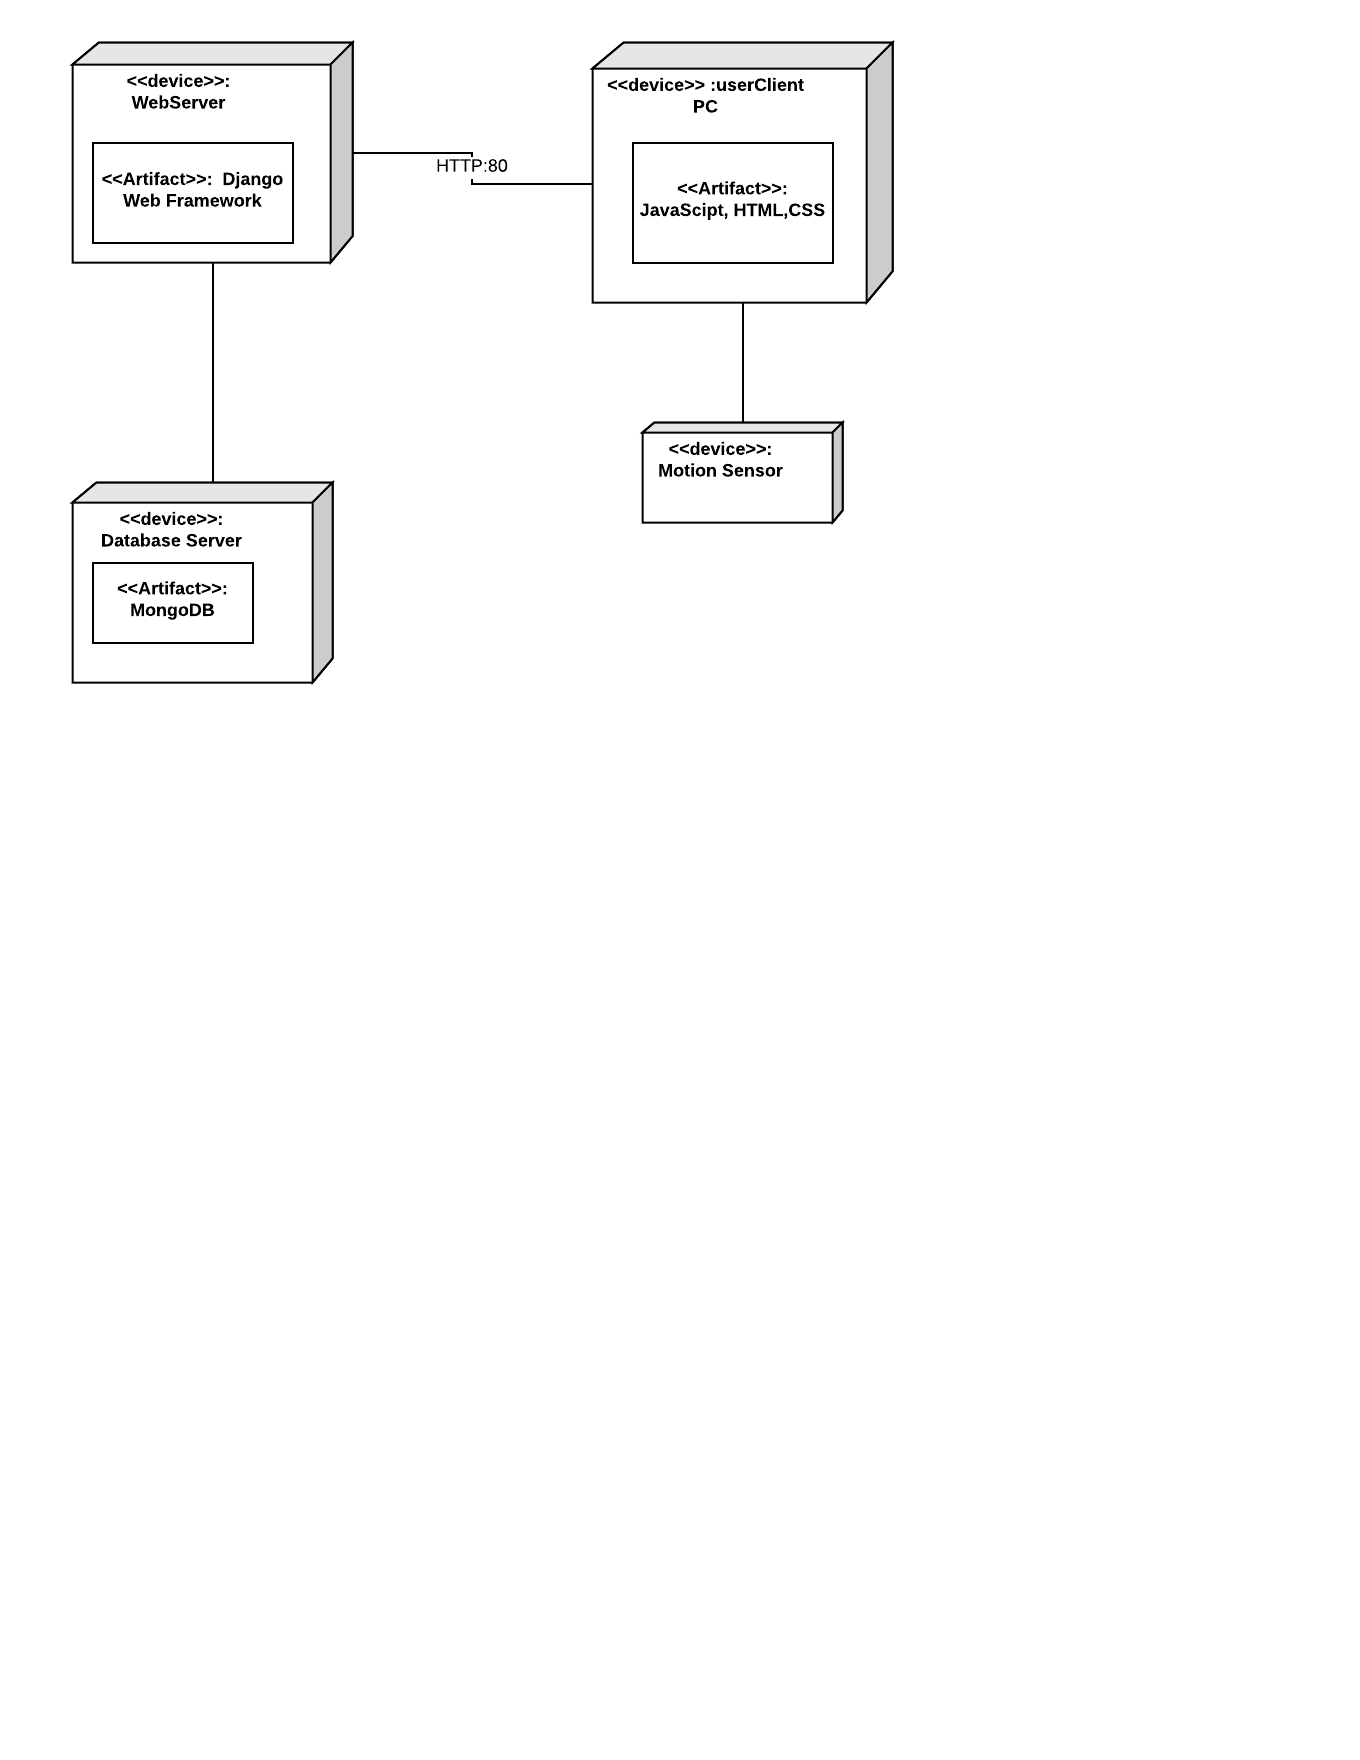 <<device>>:
WebServer
<<Artifact>>:  Django
Web Framework
HTTP:80
<<device>> :userClient
PC
<<Artifact>>:
JavaScipt, HTML,CSS
<<device>>:
Motion Sensor
<<device>>:
Database Server
<<Artifact>>:
MongoDB